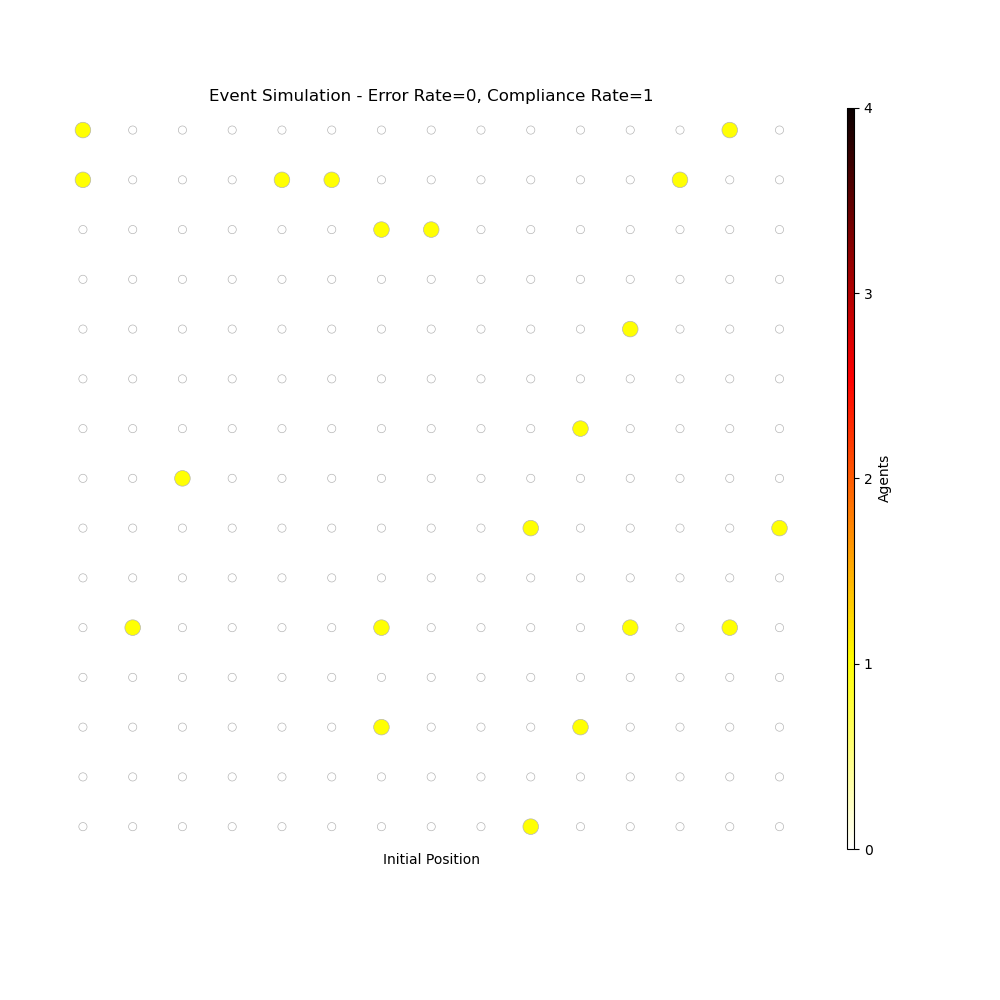 Event Simulation - Error Rate=0, Compliance Rate=1
4
3
2
1
0
Agents
Initial Position